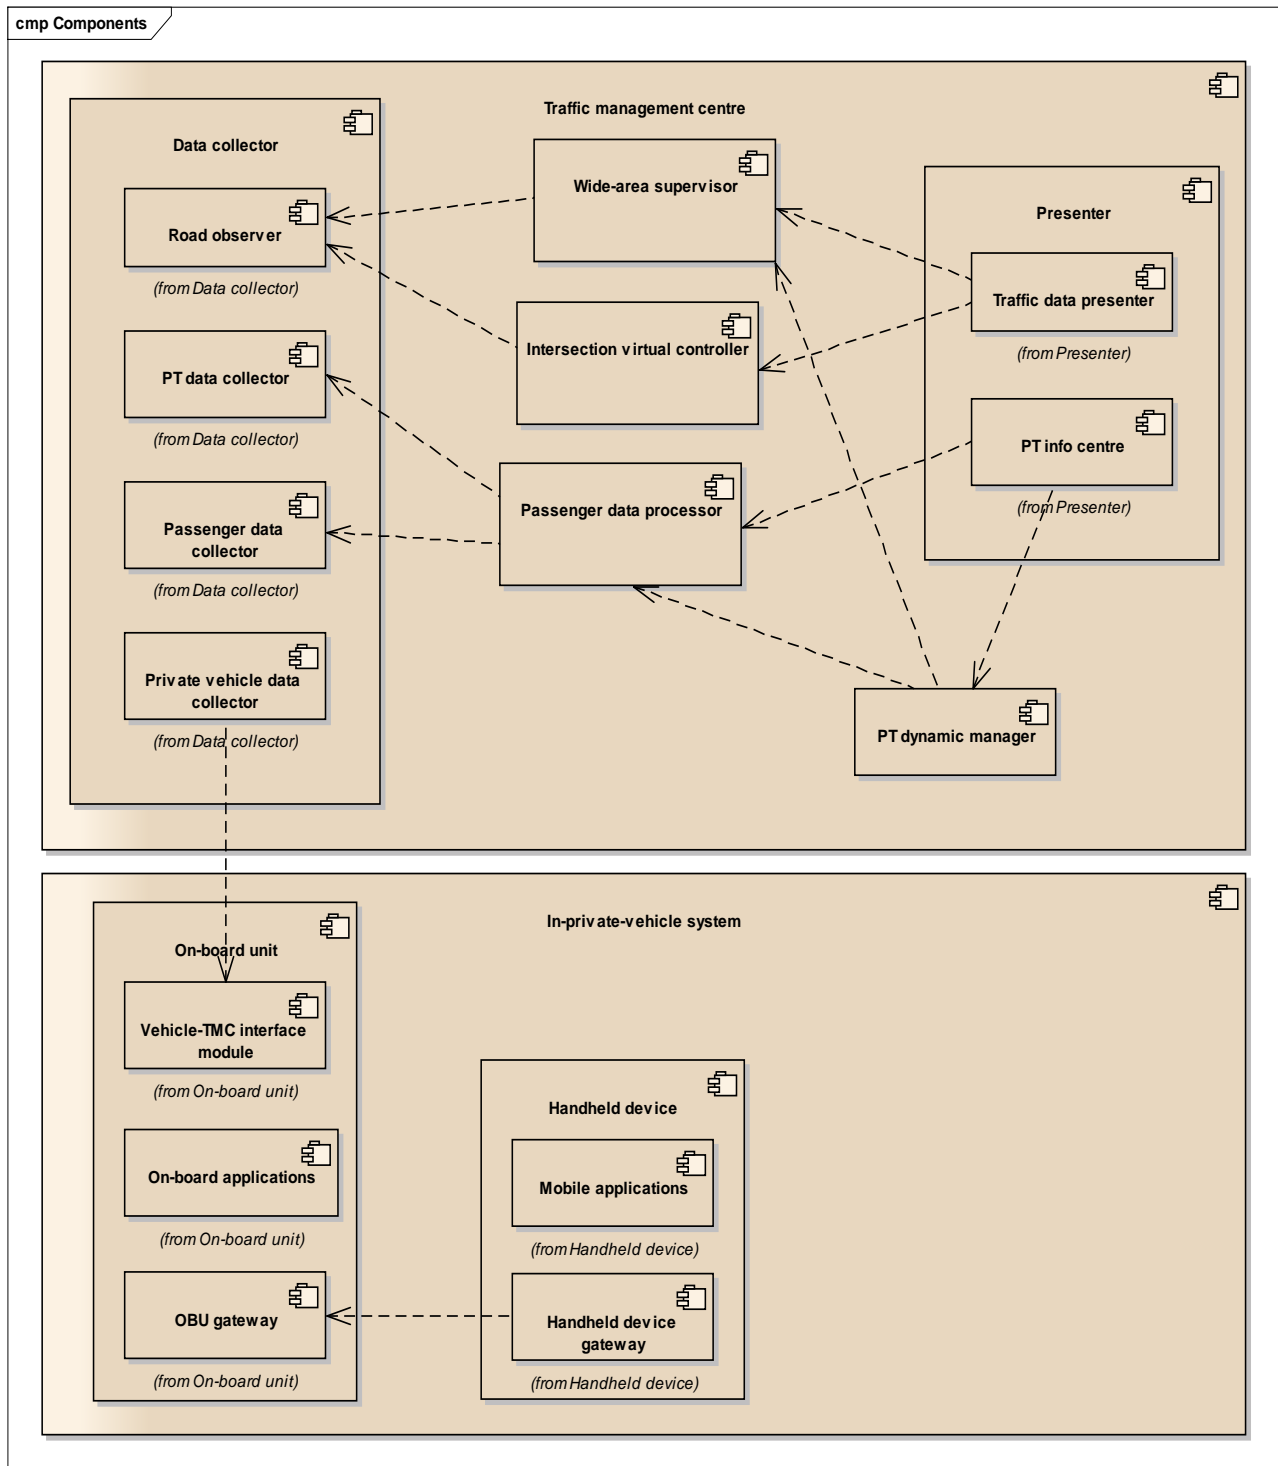 cmp Components
Traffic management centre
Data collector
Road observer
(from Data collector)
PT data collector
(from Data collector)
Passenger data
collector
(from Data collector)
Private vehicle data
collector
(from Data collector)
Wide-area supervisor
Intersection virtual controller
Passenger data processor
Presenter
Traffic data presenter
(from Presenter)
PT info centre
(from Presenter)
PT dynamic manager
In-private-vehicle system
On-board unit
Vehicle-TMC interface
module
(from On-board unit)
On-board applications
(from On-board unit)
OBU gateway
(from On-board unit)
Handheld device
Mobile applications
(from Handheld device)
Handheld device
gateway
(from Handheld device)